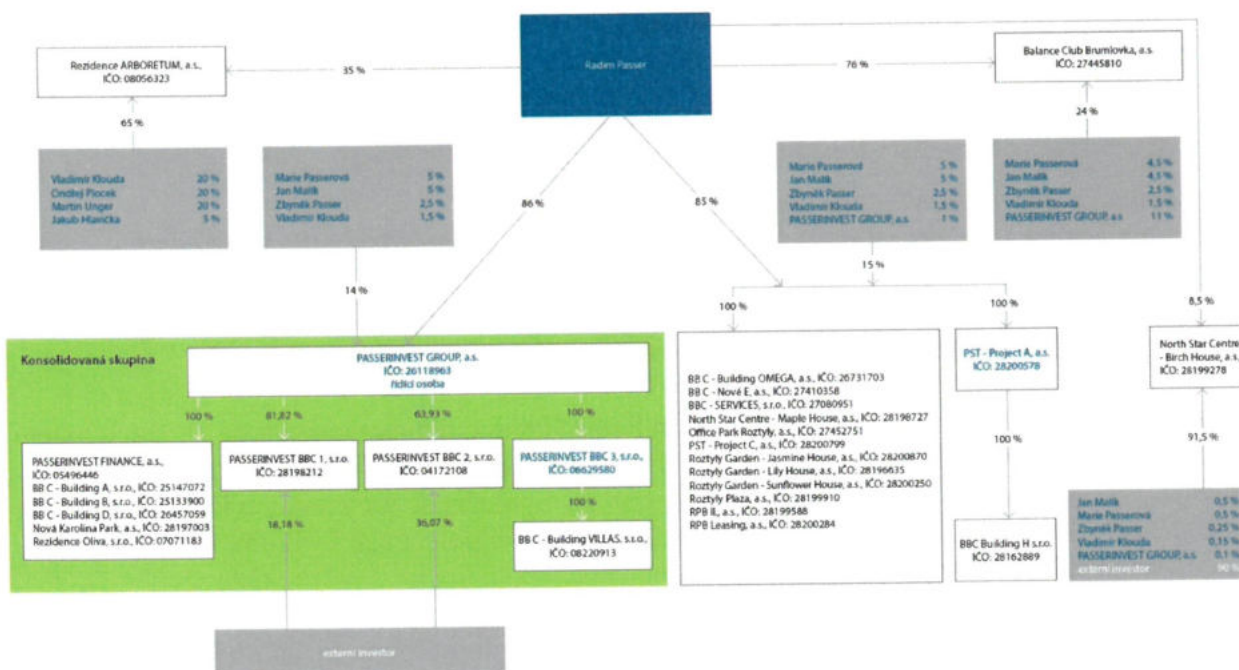 Radim Passer
Rezidence ARBORETUM, a.s.,
IČO: 08056323
35 %
76 %
Balance Club Brumlovka, a.s.
IČO: 27445810
65 %
24 %
Vladimír Klouda 20 %
Ondřej Plocek 20 %
Martin Unger 20 %
Jakub Hlavička 5 %
Marie Passerová 5 %
Jan Malík 5 %
Zbyněk Passer 2,5 %
Vladimír Klouda 1,5 %
86 %
85 %
Marie Passerová 5 %
Jan Malík 5 %
Zbyněk Passer 2,5 %
Vladimír Klouda 1,5 %
PASSERINVEST GROUP, a.s. 1 %
Marie Passerová 4,5 %
Jan Malík 4,5 %
Zbyněk Passer 2,5 %
Vladimír Klouda 1,5 %
PASSERINVEST GROUP, a.s. 11 %
14 %
15 %
100 %
100 %
8,5 %
Konsolidovaná skupina
PASSERINVEST GROUP, a.s.
IČO: 26118963
řídící osoba
100 %
81,82 %
63,93 %
100 %
PASSERINVEST FINANCE, a.s.,
IČO: 05496446
BB C - Building A, s.r.o., IČO: 25147072
BB C - Building B, s.r.o., IČO: 25133900
BB C - Building D, s.r.o., IČO: 26457059
Nová Karolina Park, a.s., IČO: 28197003
Rezidence Oliva, s.r.o., IČO: 07071183
PASSERINVEST BBC 1, s.r.o.
IČO: 28198212
PASSERINVEST BBC 2, s.r.o.
IČO: 04172108
PASSERINVEST BBC 3, s.r.o.,
IČO: 06629580
18,18 %
36,07 %
100 %
BB C - Building VILLAS, s.r.o.,
IČO: 08220913
externí investor
BB C - Building OMEGA, a.s., IČO: 26731703
BB C - Nové E, a.s., IČO: 27410358
BBC - SERVICES, s.r.o., IČO: 27080951
North Star Centre - Maple House, a.s., IČO: 28198727
Office Park Roztyly, a.s., IČO: 27452751
PST - Project C, a.s., IČO: 28200799
Roztyly Garden - Jasmine House, a.s., IČO: 28200870
Roztyly Garden - Lily House, a.s., IČO: 28196635
Roztyly Garden - Sunflower House, a.s., IČO: 28200250
Roztyly Plaza, a.s., IČO: 28199910
RPB IL, a.s., IČO: 28199588
RPB Leasing, a.s., IČO: 28200284
PST - Project A, a.s.
IČO: 28200578
100 %
BBC Building H s.r.o.
IČO: 28162889
North Star Centre
- Birch House, a.s.,
IČO: 28199278
91,5 %
Jan Malík 0,5 %
Marie Passerová 0,5 %
Zbyněk Passer 0,25 %
Vladimír Klouda 0,15 %
PASSERINVEST GROUP, a.s. 0,1 %
externí investor 90 %